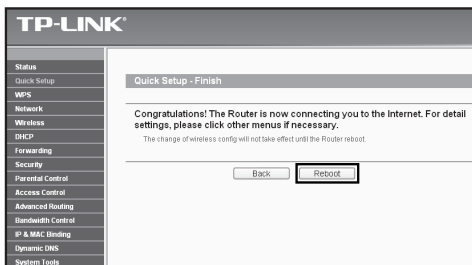 TP-LINK®
Status
Quick Setup
WPS
Network
Wireless
DHCP
Forwarding
Security
Parental Control
Access Control
Advanced Routing
Bandwidth Control
IP & MAC Binding
Dynamic DNS
System Tools
Quick Setup - Finish
Congratulations! The Router is now connecting you to the Internet. For detail
settings, please click other menus if necessary.
The change of wireless config will not take effect until the Router reboot.
Back
Reboot